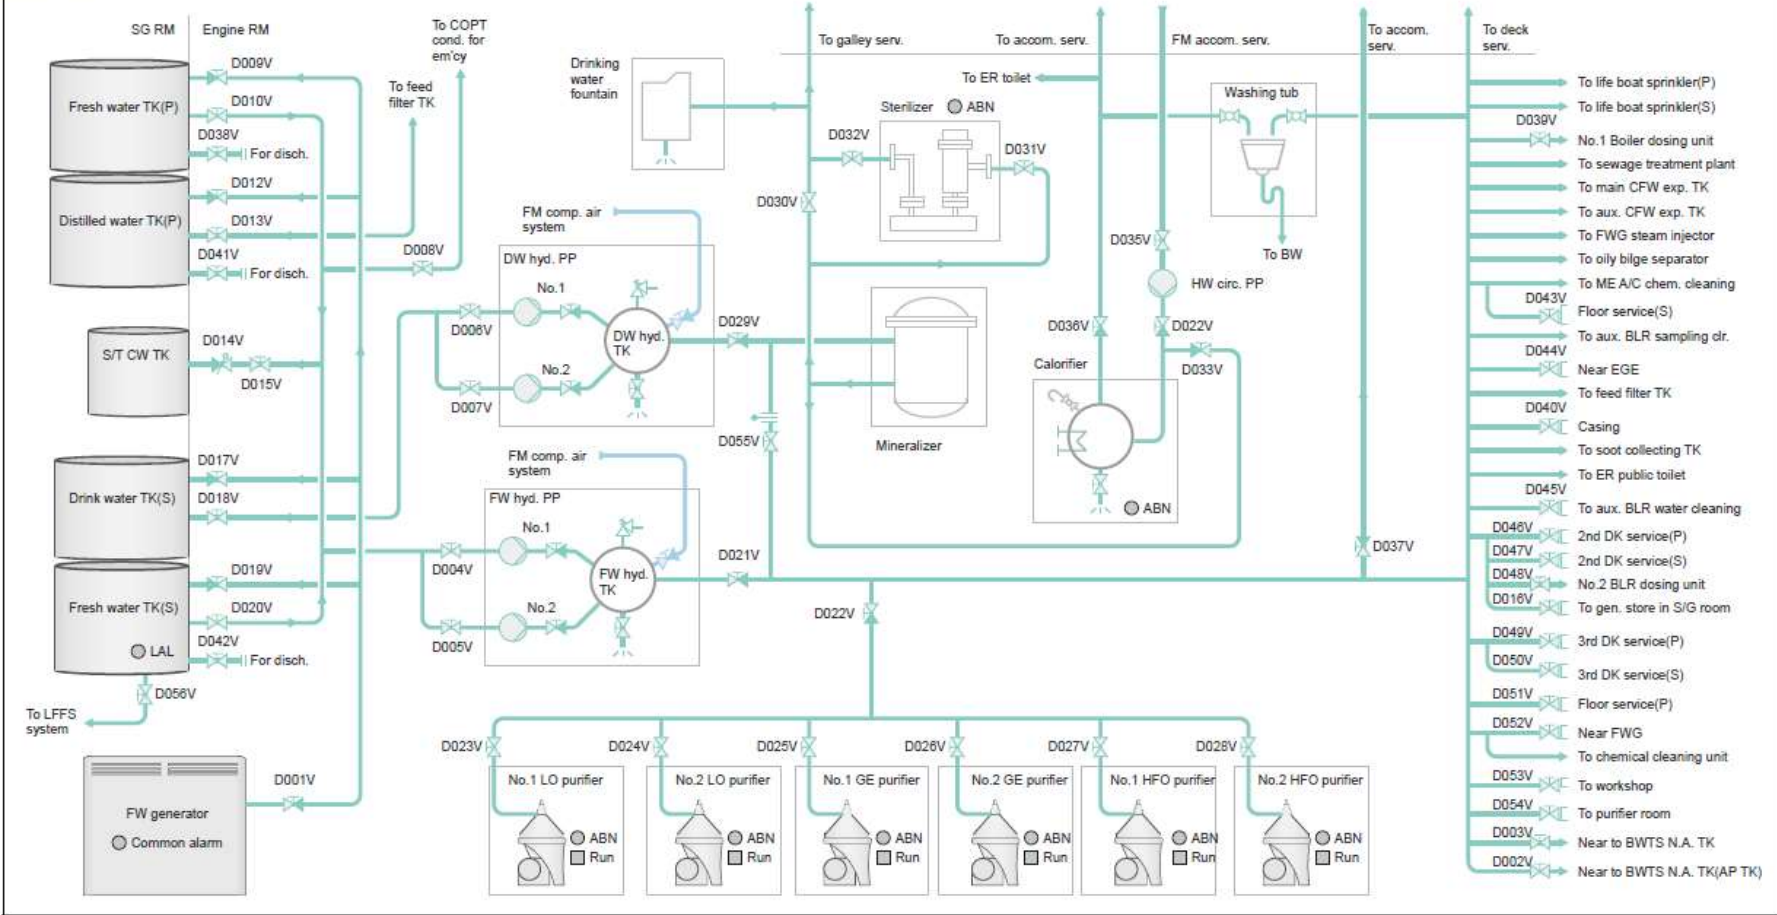 SG RM
Engine RM
To COPT
cond. for
em'cy
To feed
filter TK
Drinking
water
fountain
To galley serv.
To accom. serv.
FM accom. serv.
To accom.
serv.
To deck
serv.
Fresh water TK(P)
D009V
D010V
D038V
For disch.
Distilled water TK(P)
D012V
D013V
D041V
For disch.
D008V
S/T CW TK
D014V
D015V
Drink water TK(S)
D017V
D018V
Fresh water TK(S)
LAL
D019V
D020V
D042V
For disch.
D056V
To LFFS
system
FW generator
Common alarm
D001V
FM comp. air
system
DW hyd. PP
No.1
No.2
DW hyd.
TK
D006V
D007V
D029V
FM comp. air
system
FW hyd. PP
No.1
No.2
FW hyd.
TK
D004V
D005V
D021V
D055V
D022V
To ER toilet
Sterilizer
ABN
D032V
D031V
D030V
Mineralizer
Washing tub
To BW
D035V
HW circ. PP
D036V
D022V
D033V
Calorifier
ABN
D037V
To life boat sprinkler(P)
To life boat sprinkler(S)
D039V
No.1 Boiler dosing unit
To sewage treatment plant
To main CFW exp. TK
To aux. CFW exp. TK
To FWG steam injector
To oily bilge separator
To ME A/C chem. cleaning
D043V
Floor service(S)
To aux. BLR sampling clr.
D044V
Near EGE
To feed filter TK
D040V
Casing
To soot collecting TK
To ER public toilet
D045V
To aux. BLR water cleaning
D046V
2nd DK service(P)
D047V
2nd DK service(S)
D048V
No.2 BLR dosing unit
D016V
To gen. store in S/G room
D049V
3rd DK service(P)
D050V
3rd DK service(S)
D051V
Floor service(P)
D052V
Near FWG
To chemical cleaning unit
D053V
To workshop
D054V
To purifier room
D003V
Near to BWTS N.A. TK
D002V
Near to BWTS N.A. TK(AP TK)
D023V
D024V
D025V
D026V
D027V
D028V
No.1 LO purifier
ABN
Run
No.2 LO purifier
ABN
Run
No.1 GE purifier
ABN
Run
No.2 GE purifier
ABN
Run
No.1 HFO purifier
ABN
Run
No.2 HFO purifier
ABN
Run